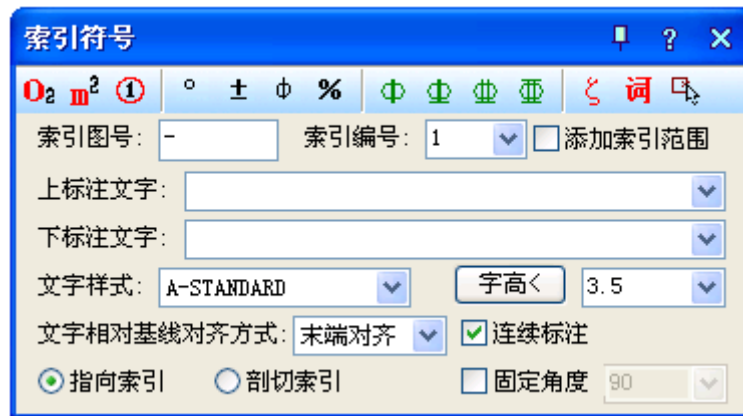 索引符号 ?
O₂ m² ① ° ± ϕ % 词
索引图号: - 索引编号: 1 添加索引范围
上标注文字:
下标注文字:
文字样式: A-STANDARD 字高< 3.5
文字相对基线对齐方式: 末端对齐 连续标注
指向索引 剖切索引 固定角度 90